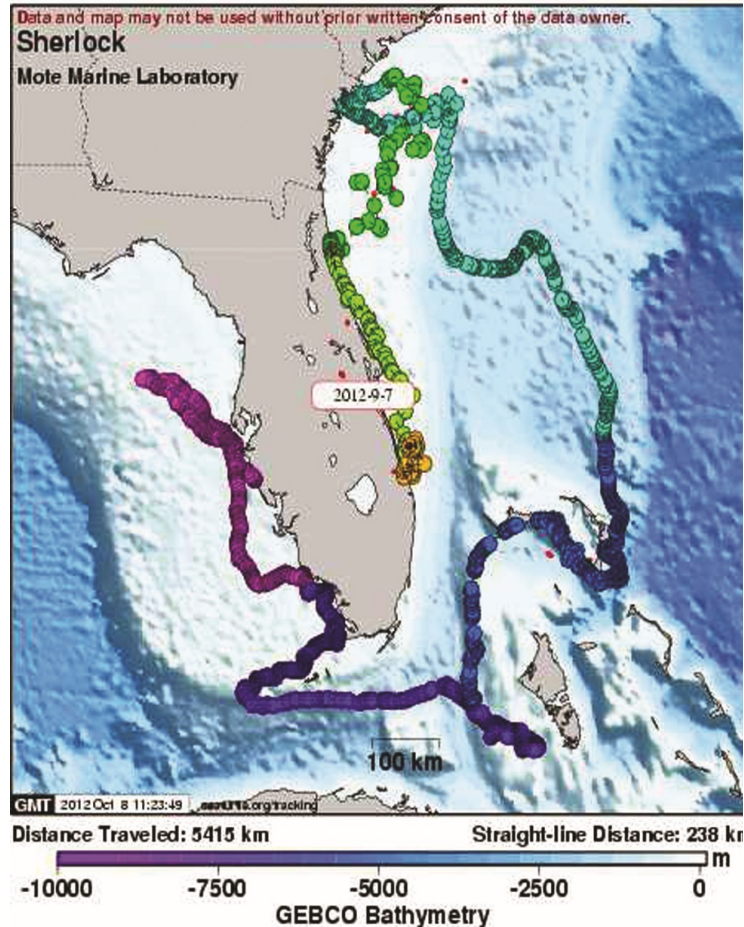 Data and map may not be used without prior written consent of the data owner.
Sherlock
Mote Marine Laboratory
2012-9-7
100 km
GMT 2012 Oct 8 11:23:49 seaturtle.org/tracking
Distance Traveled: 5415 km Straight-line Distance: 238 km
-10000 -7500 -5000 -2500 0 m
GEBCO Bathymetry